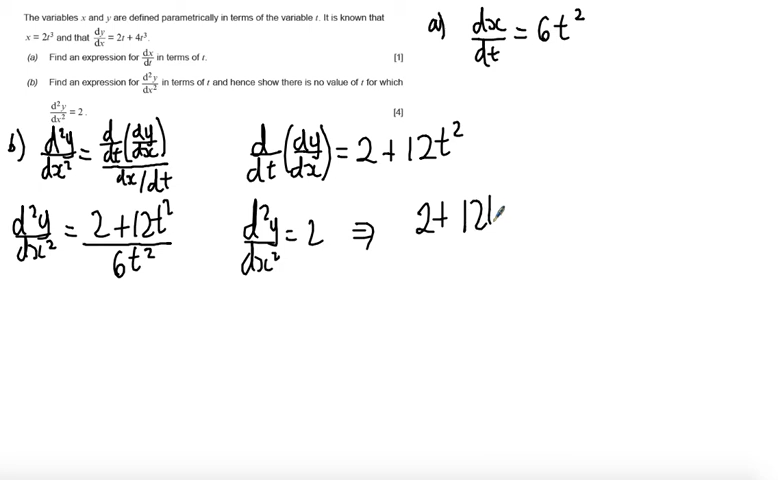 The variables x and y are defined parametrically in terms of the variable t. It is known that
x = 2t³ and that dy/dx = 2t + 4t³.
(a) Find an expression for dx/dt in terms of t. [1]
(b) Find an expression for d²y/dx² in terms of t and hence show there is no value of t for which
d²y/dx² = 2. [4]
a) dx/dt = 6t²
b) d²y/dx² = d/dt(dy/dx) / dx/dt
d/dt(dy/dx) = 2 + 12t²
d²y/dx² = (2+12t²)/6t²
d²y/dx² = 2 ⇒ 2+ 12